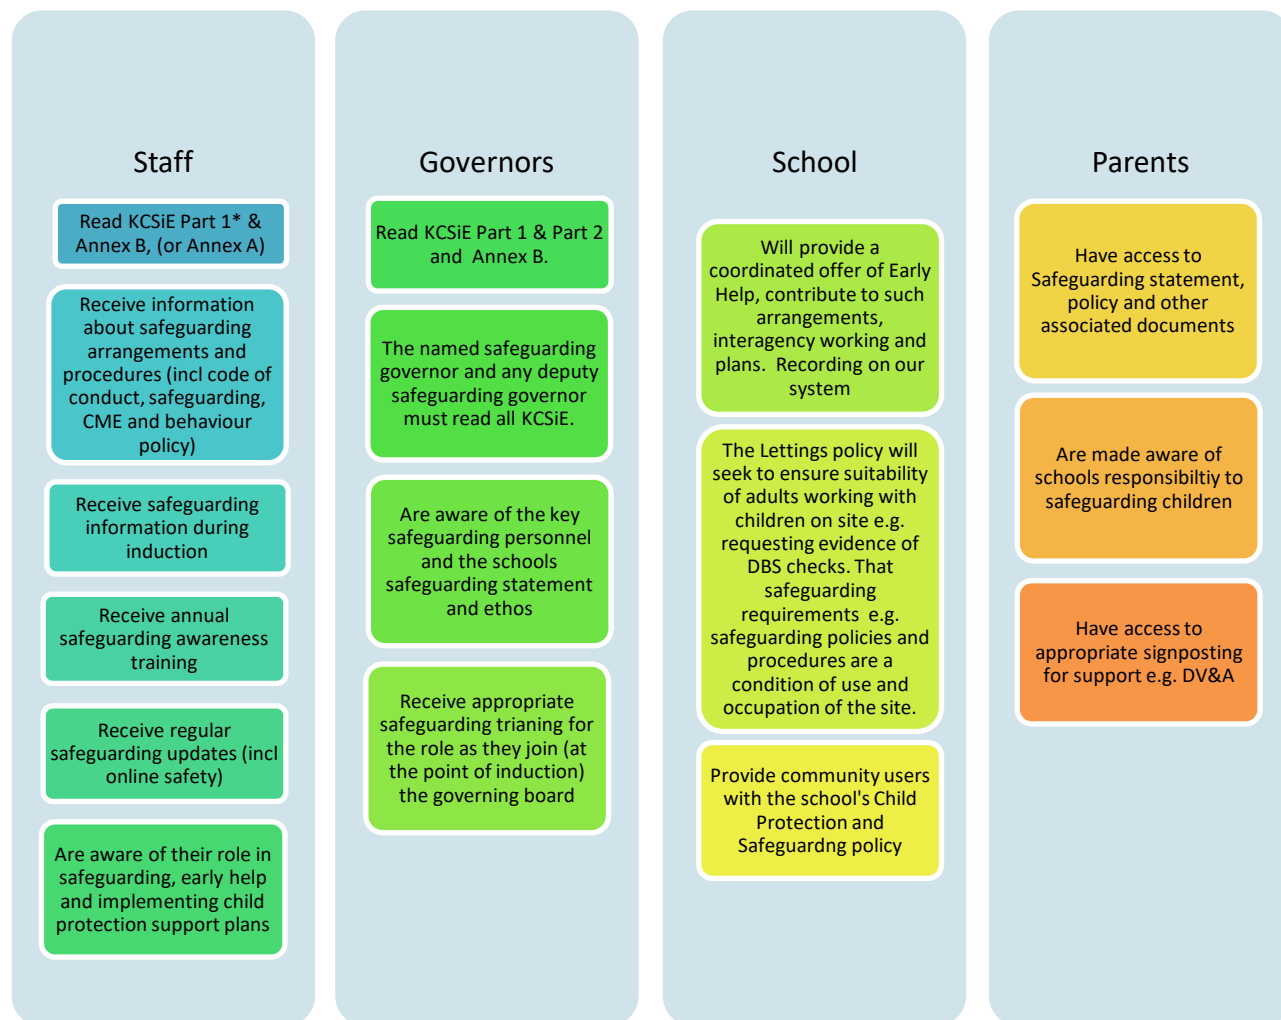 Staff
Read KCSiE Part 1* &
Annex B, (or Annex A)
Receive information
about safeguarding
arrangements and
procedures (incl code of
conduct, safeguarding,
CME and behaviour
policy)
Receive safeguarding
information during
induction
Receive annual
safeguarding awareness
training
Receive regular
safeguarding updates (incl
online safety)
Are aware of their role in
safeguarding, early help
and implementing child
protection support plans
Governors
Read KCSiE Part 1 & Part 2
and Annex B.
The named safeguarding
governor and any deputy
safeguarding governor
must read all KCSiE.
Are aware of the key
safeguarding personnel
and the schools
safeguarding statement
and ethos
Receive appropriate
safeguarding trianing for
the role as they join (at
the point of induction)
the governing board
School
Will provide a
coordinated offer of Early
Help, contribute to such
arrangements,
interagency working and
plans. Recording on our
system
The Lettings policy will
seek to ensure suitability
of adults working with
children on site e.g.
requesting evidence of
DBS checks. That
safeguarding
requirements e.g.
safeguarding policies and
procedures are a
condition of use and
occupation of the site.
Provide community users
with the school's Child
Protection and
Safeguardng policy
Parents
Have access to
Safeguarding statement,
policy and other
associated documents
Are made aware of
schools responsibiltiy to
safeguarding children
Have access to
appropriate signposting
for support e.g. DV&A